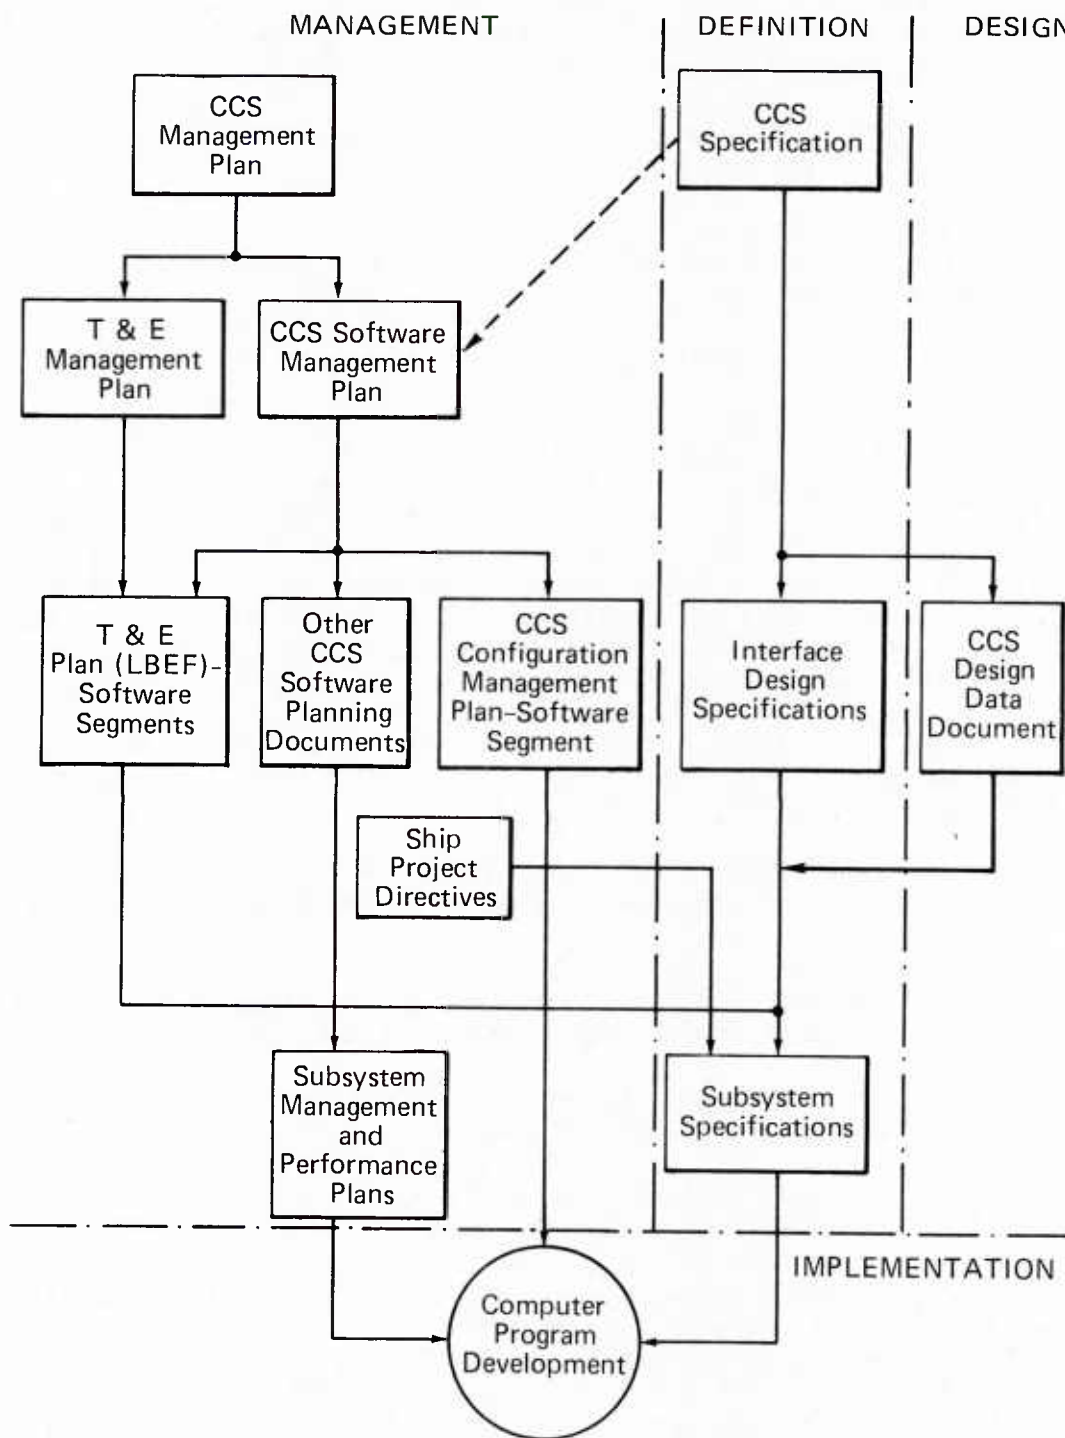 MANAGEMENT
DEFINITION
DESIGN
CCS
Management
Plan
CCS
Specification
T & E
Management
Plan
CCS Software
Management
Plan
T & E
Plan (LBEF)-
Software
Segments
Other
CCS
Software
Planning
Documents
CCS
Configuration
Management
Plan-Software
Segment
Interface
Design
Specifications
CCS
Design
Data
Document
Ship
Project
Directives
Subsystem
Management
and
Performance
Plans
Subsystem
Specifications
IMPLEMENTATION
Computer
Program
Development